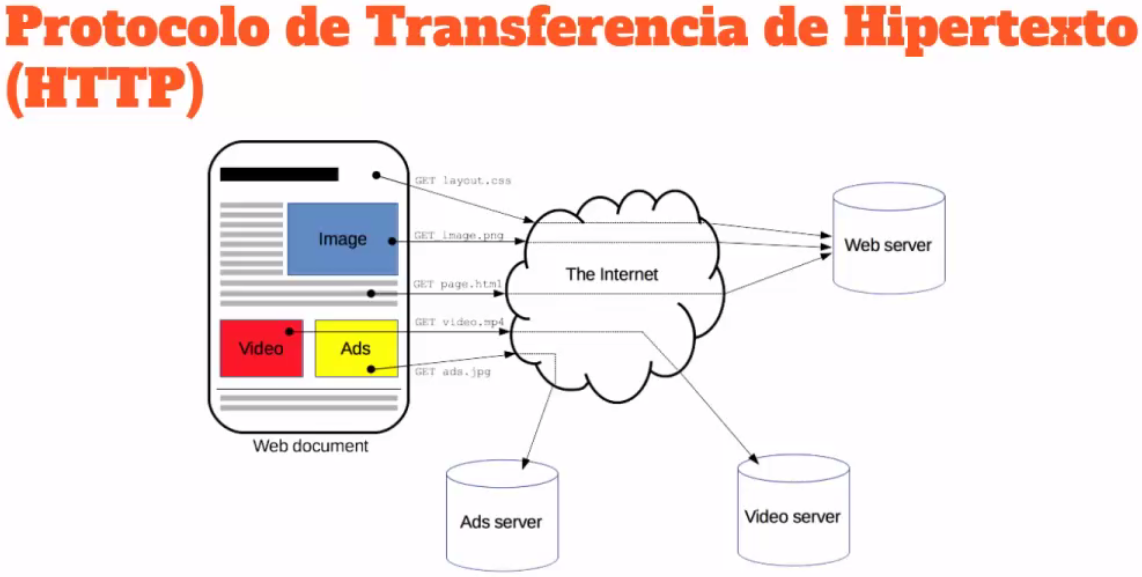 Protocolo de Transferencia de Hipertexto
(HTTP)
GET layout.css
GET image.png
Image
Web server
The Internet
GET page.html
GET video.mp4
Video
Ads
GET ads.jpg
Web document
Ads server
Video server